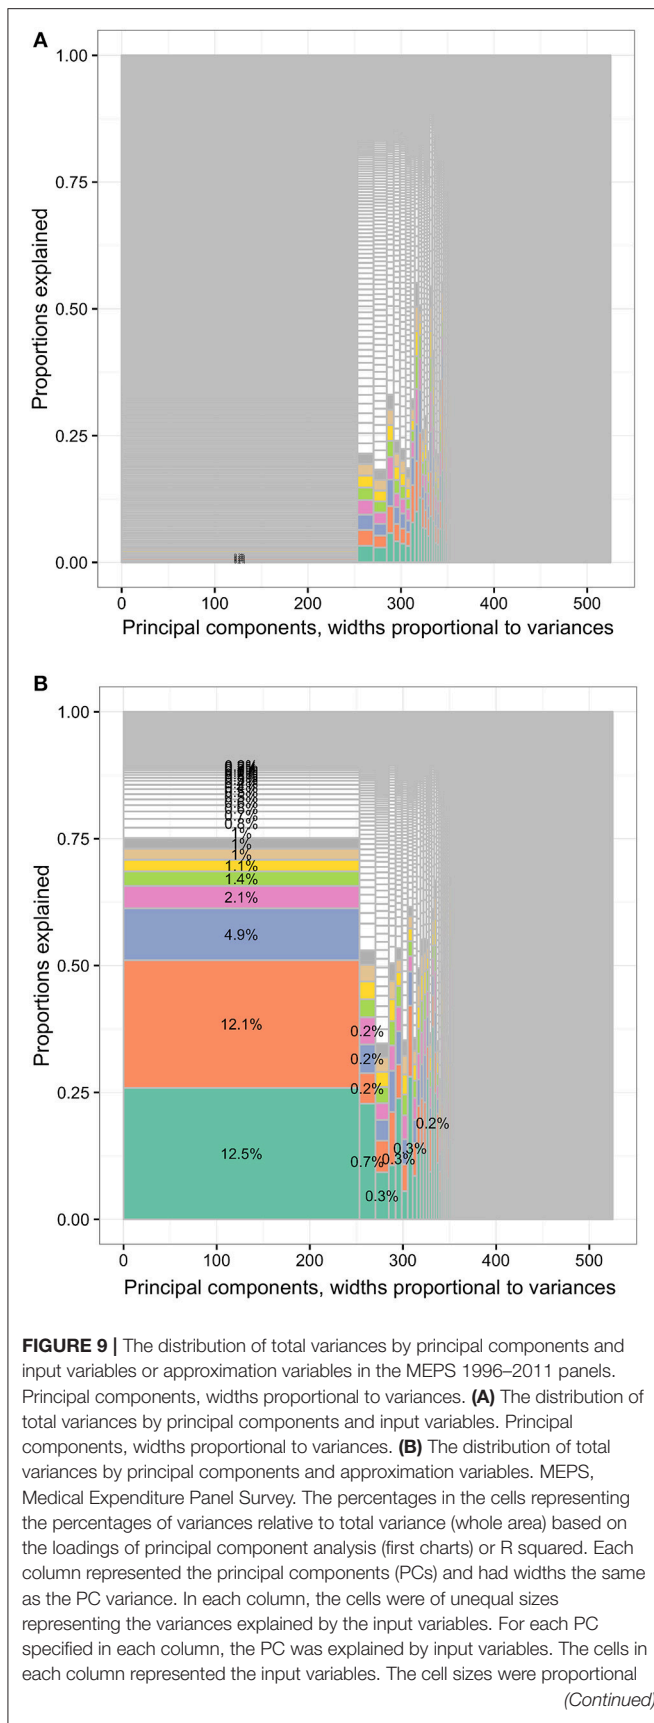 A
1.00
0.75
0.50
0.25
0.00
Proportions explained
0 100 200 300 400 500
Principal components, widths proportional to variances
B
1.00
0.75
0.50
0.25
0.00
Proportions explained
0.8%
1%
1%
1.1%
1.4%
2.1%
4.9%
12.1%
12.5%
0.2%
0.2%
0.2%
0.7%
0.3%
0.3%
0.3%
0.2%
0 100 200 300 400 500
Principal components, widths proportional to variances
FIGURE 9 | The distribution of total variances by principal components and
input variables or approximation variables in the MEPS 1996–2011 panels.
Principal components, widths proportional to variances. (A) The distribution of
total variances by principal components and input variables. Principal
components, widths proportional to variances. (B) The distribution of total
variances by principal components and approximation variables. MEPS,
Medical Expenditure Panel Survey. The percentages in the cells representing
the percentages of variances relative to total variance (whole area) based on
the loadings of principal component analysis (first charts) or R squared. Each
column represented the principal components (PCs) and had widths the same
as the PC variance. In each column, the cells were of unequal sizes
representing the variances explained by the input variables. For each PC
specified in each column, the PC was explained by input variables. The cells in
each column represented the input variables. The cell sizes were proportional
(Continued)